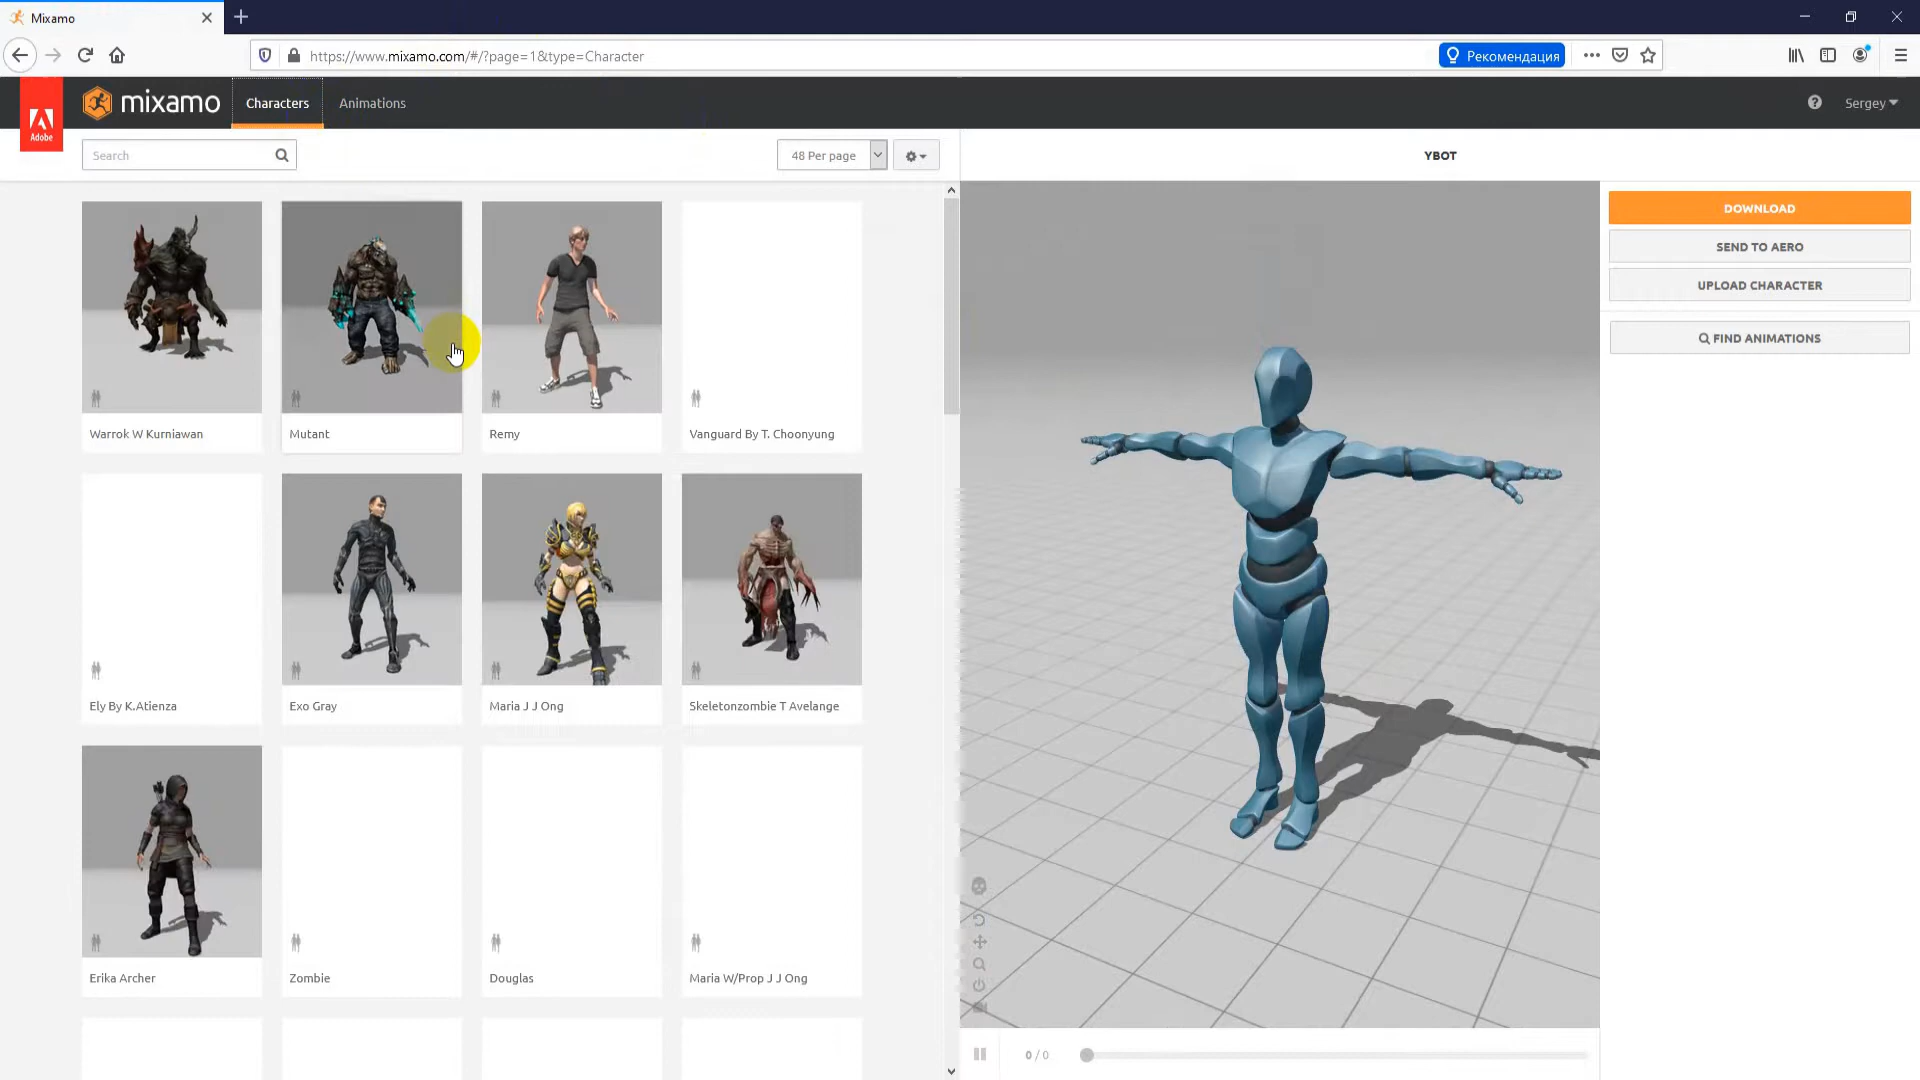 Mixamo
https://www.mixamo.com/#/?page=1&type=Character
Рекомендация
Adobe
mixamo
Characters
Animations
Sergey
Search
48 Per page
YBOT
DOWNLOAD
SEND TO AERO
UPLOAD CHARACTER
FIND ANIMATIONS
Warrok W Kurniawan
Mutant
Remy
Vanguard By T. Choonyung
Ely By K.Atienza
Exo Gray
Maria J J Ong
Skeletonzombie T Avelange
Erika Archer
Zombie
Douglas
Maria W/Prop J J Ong
0 / 0